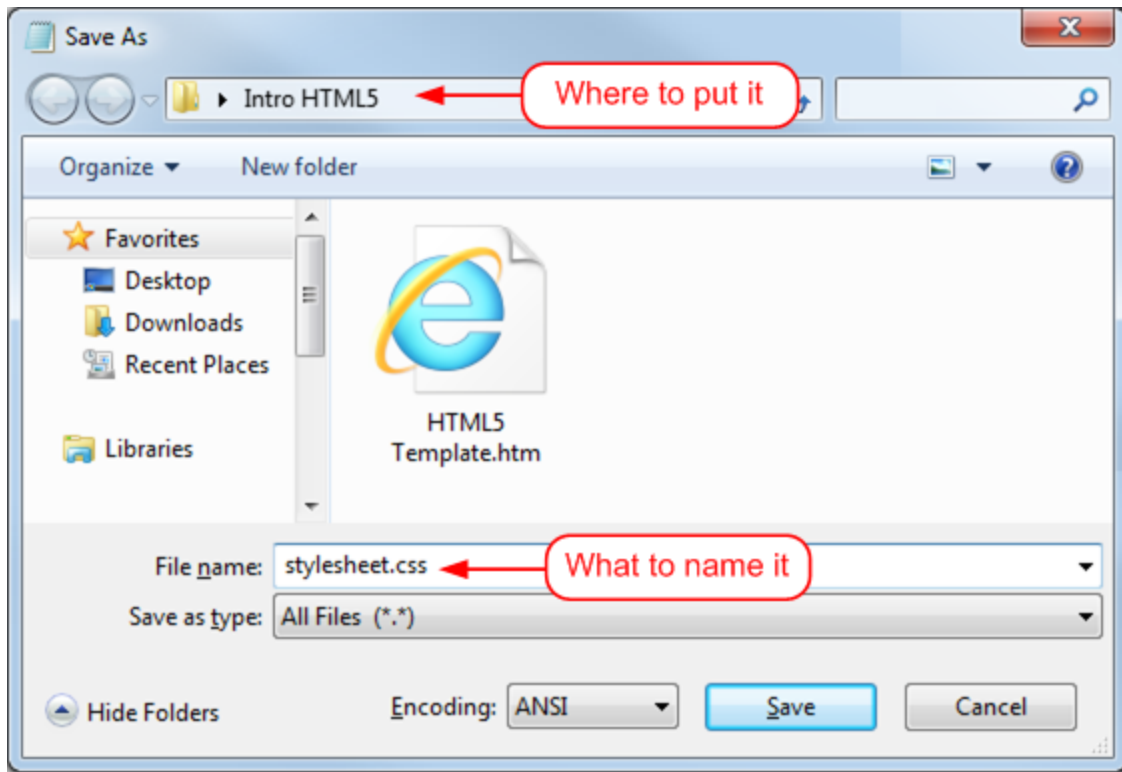 Save As
Intro HTML5
Where to put it
Organize
New folder
Favorites
Desktop
Downloads
Recent Places
Libraries
HTML5
Template.htm
File name: stylesheet.css
What to name it
Save as type: All Files (*.*)
Hide Folders
Encoding: ANSI
Save
Cancel